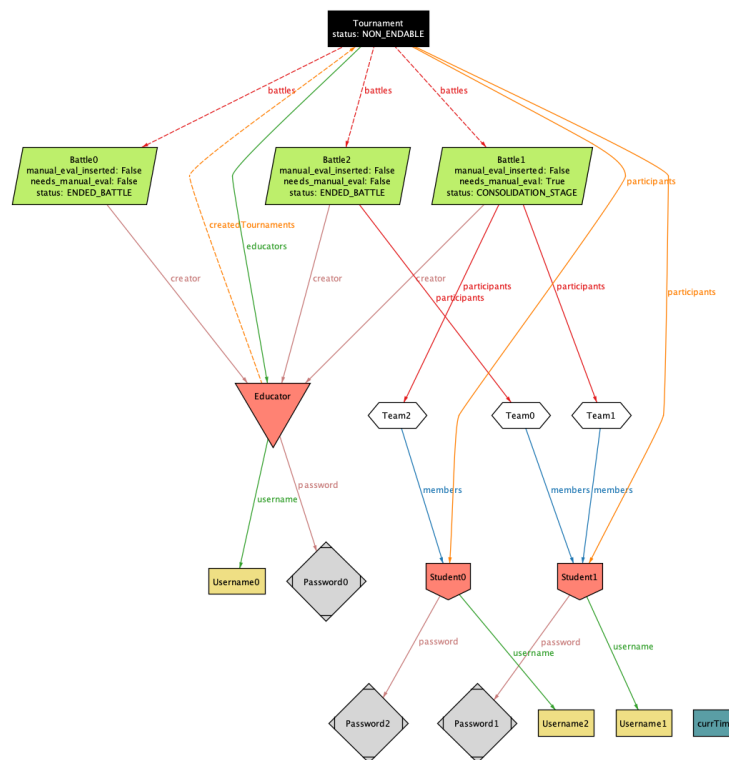 Tournament
status: NON_ENDABLE
battles
battles
battles
Battle0
manual_eval_inserted: False
needs_manual_eval: False
status: ENDED_BATTLE
Battle2
manual_eval_inserted: False
needs_manual_eval: False
status: ENDED_BATTLE
Battle1
manual_eval_inserted: False
needs_manual_eval: True
status: CONSOLIDATION_STAGE
participants
createdTournaments
educators
creator
creator
creator
participants
participants
participants
participants
Educator
Team2
Team0
Team1
username
password
members
members
members
Username0
Password0
Student0
Student1
password
username
password
username
Password2
Password1
Username2
Username1
currTim